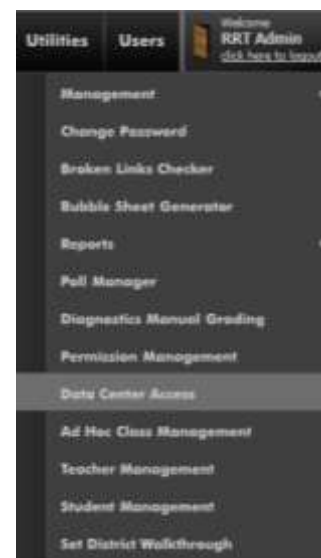 Utilities Users Welcome
RRT Admin
click here to logout
Management
Change Password
Broken Links Checker
Bubble Sheet Generator
Reports
Poll Manager
Diagnostics Manual Grading
Permission Management
Data Center Access
Ad Hoc Class Management
Teacher Management
Student Management
Set District Walkthrough